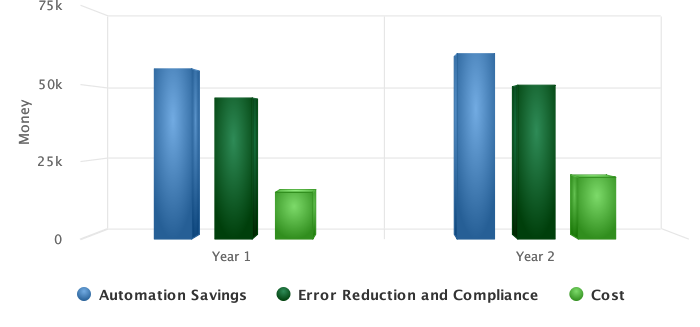 75k
50k
25k
0
Money
Year 1
Year 2
Automation Savings
Error Reduction and Compliance
Cost